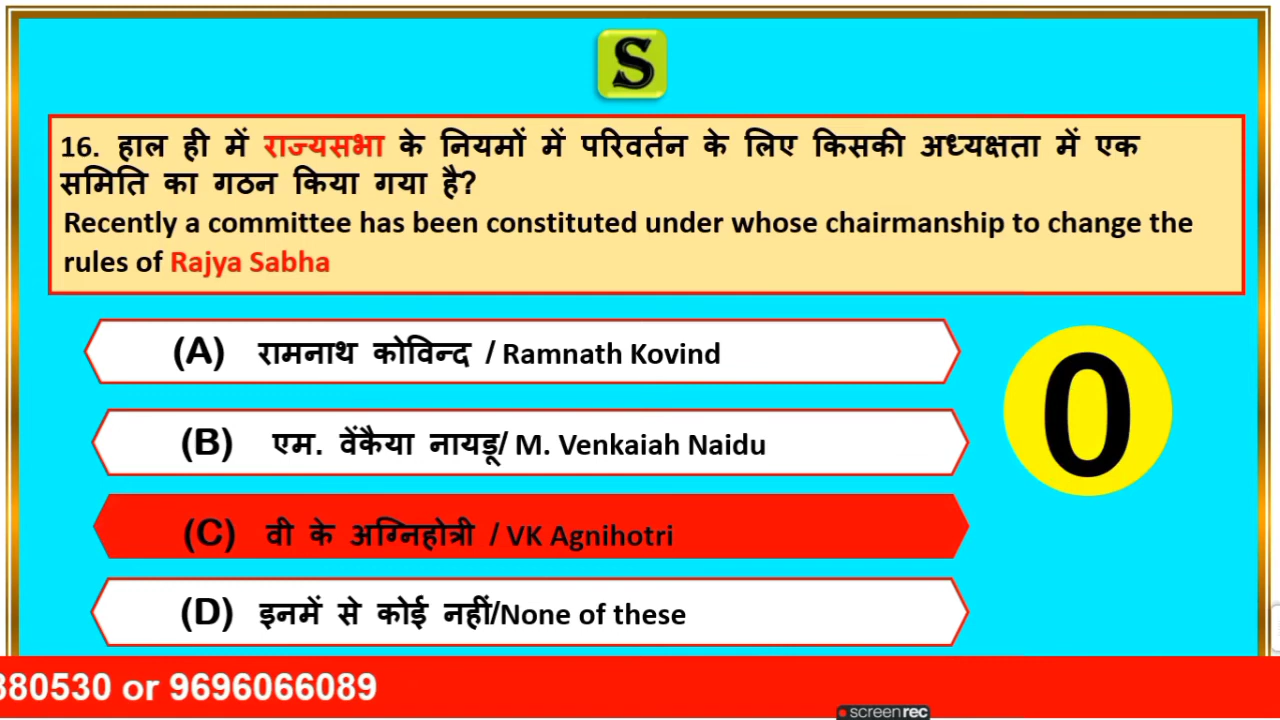 S
16. हाल ही में राज्यसभा के नियमों में परिवर्तन के लिए किसकी अध्यक्षता में एक
समिति का गठन किया गया है?
Recently a committee has been constituted under whose chairmanship to change the
rules of Rajya Sabha
(A) रामनाथ कोविन्द / Ramnath Kovind
0
(B) एम. वेंकैया नायडू/ M. Venkaiah Naidu
(C) वी के अग्निहोत्री / VK Agnihotri
(D) इनमें से कोई नहीं/None of these
880530 or 9696066089
screenrec